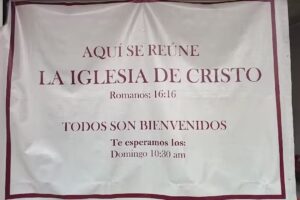 AQUÍ SE REÚNE
LA IGLESIA DE CRISTO
Romanos: 16:16
TODOS SON BIENVENIDOS
Te esperamos los:
Domingo 10:30 am